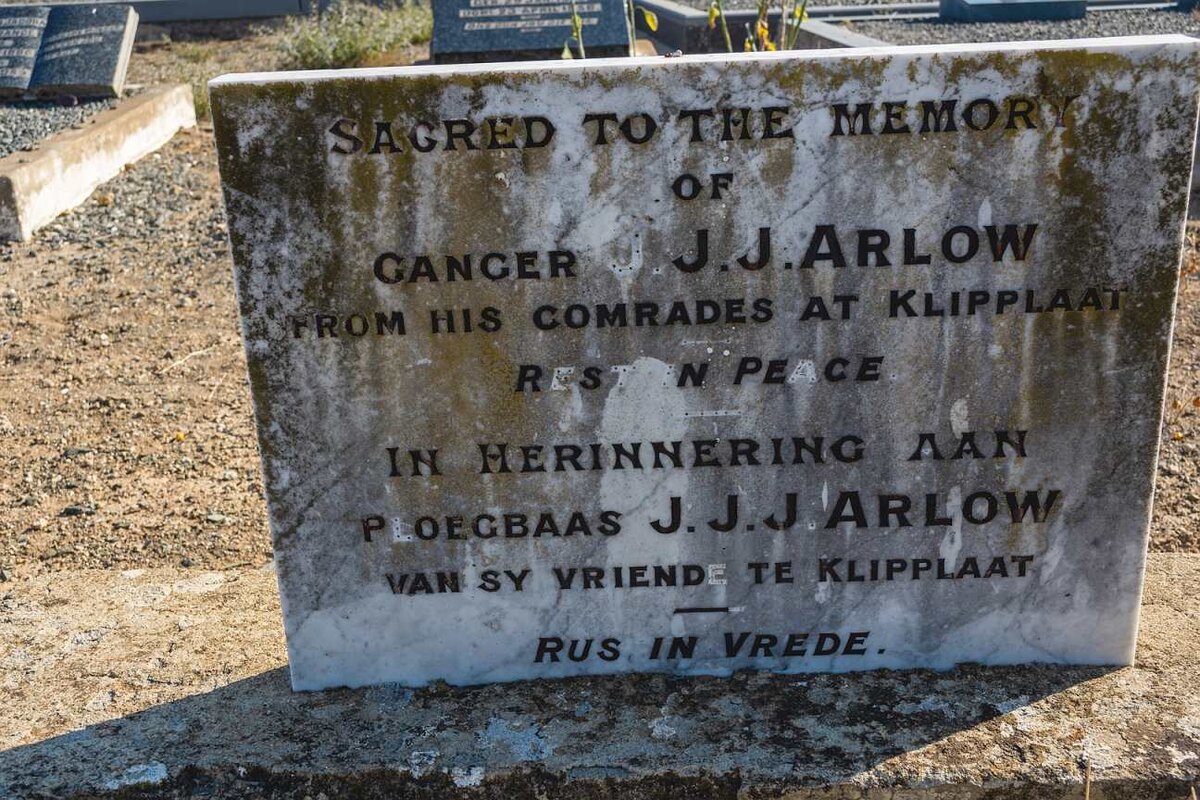 SACRED TO THE MEMORY
OF
GANGER J. J. J. ARLOW
FROM HIS COMRADES AT KLIPPLAAT
REST IN PEACE.
IN HERINNERING AAN
PLOEGBAAS J. J. J. ARLOW
VAN SY VRIENDE TE KLIPPLAAT
RUS IN VREDE.